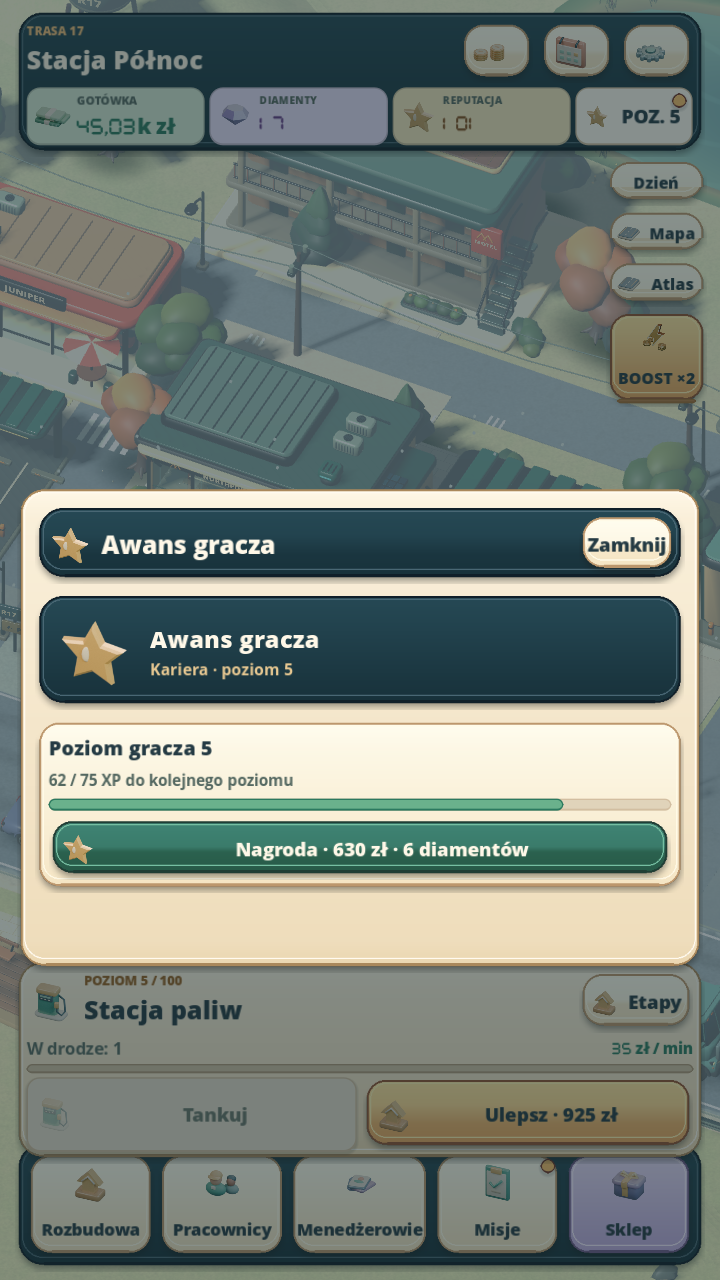 TRASA 17
Stacja Północ
GOTÓWKA
45,03k zł
DIAMENTY
17
REPUTACJA
101
POZ. 5
Dzień
Mapa
Atlas
BOOST ×2
JUNIPER
MOTEL
Awans gracza
Zamknij
Awans gracza
Kariera · poziom 5
Poziom gracza 5
62 / 75 XP do kolejnego poziomu
Nagroda · 630 zł · 6 diamentów
POZIOM 5 / 100
Stacja paliw
Etapy
W drodze: 1
35 zł / min
Tankuj
Ulepsz · 925 zł
Rozbudowa
Pracownicy
Menedżerowie
Misje
Sklep